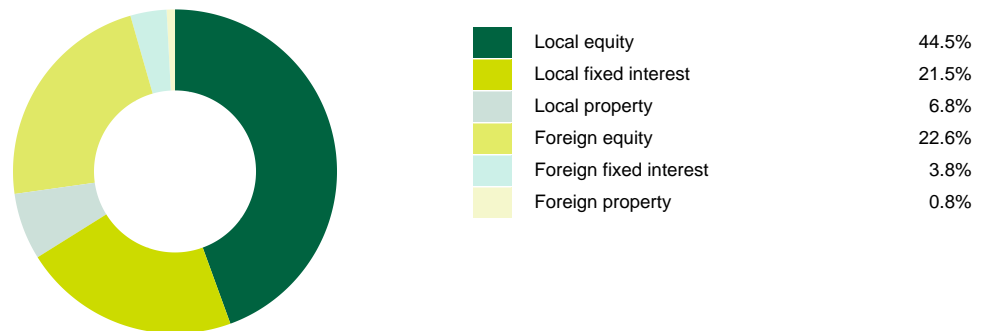 Local equity 44.5%
Local fixed interest 21.5%
Local property 6.8%
Foreign equity 22.6%
Foreign fixed interest 3.8%
Foreign property 0.8%